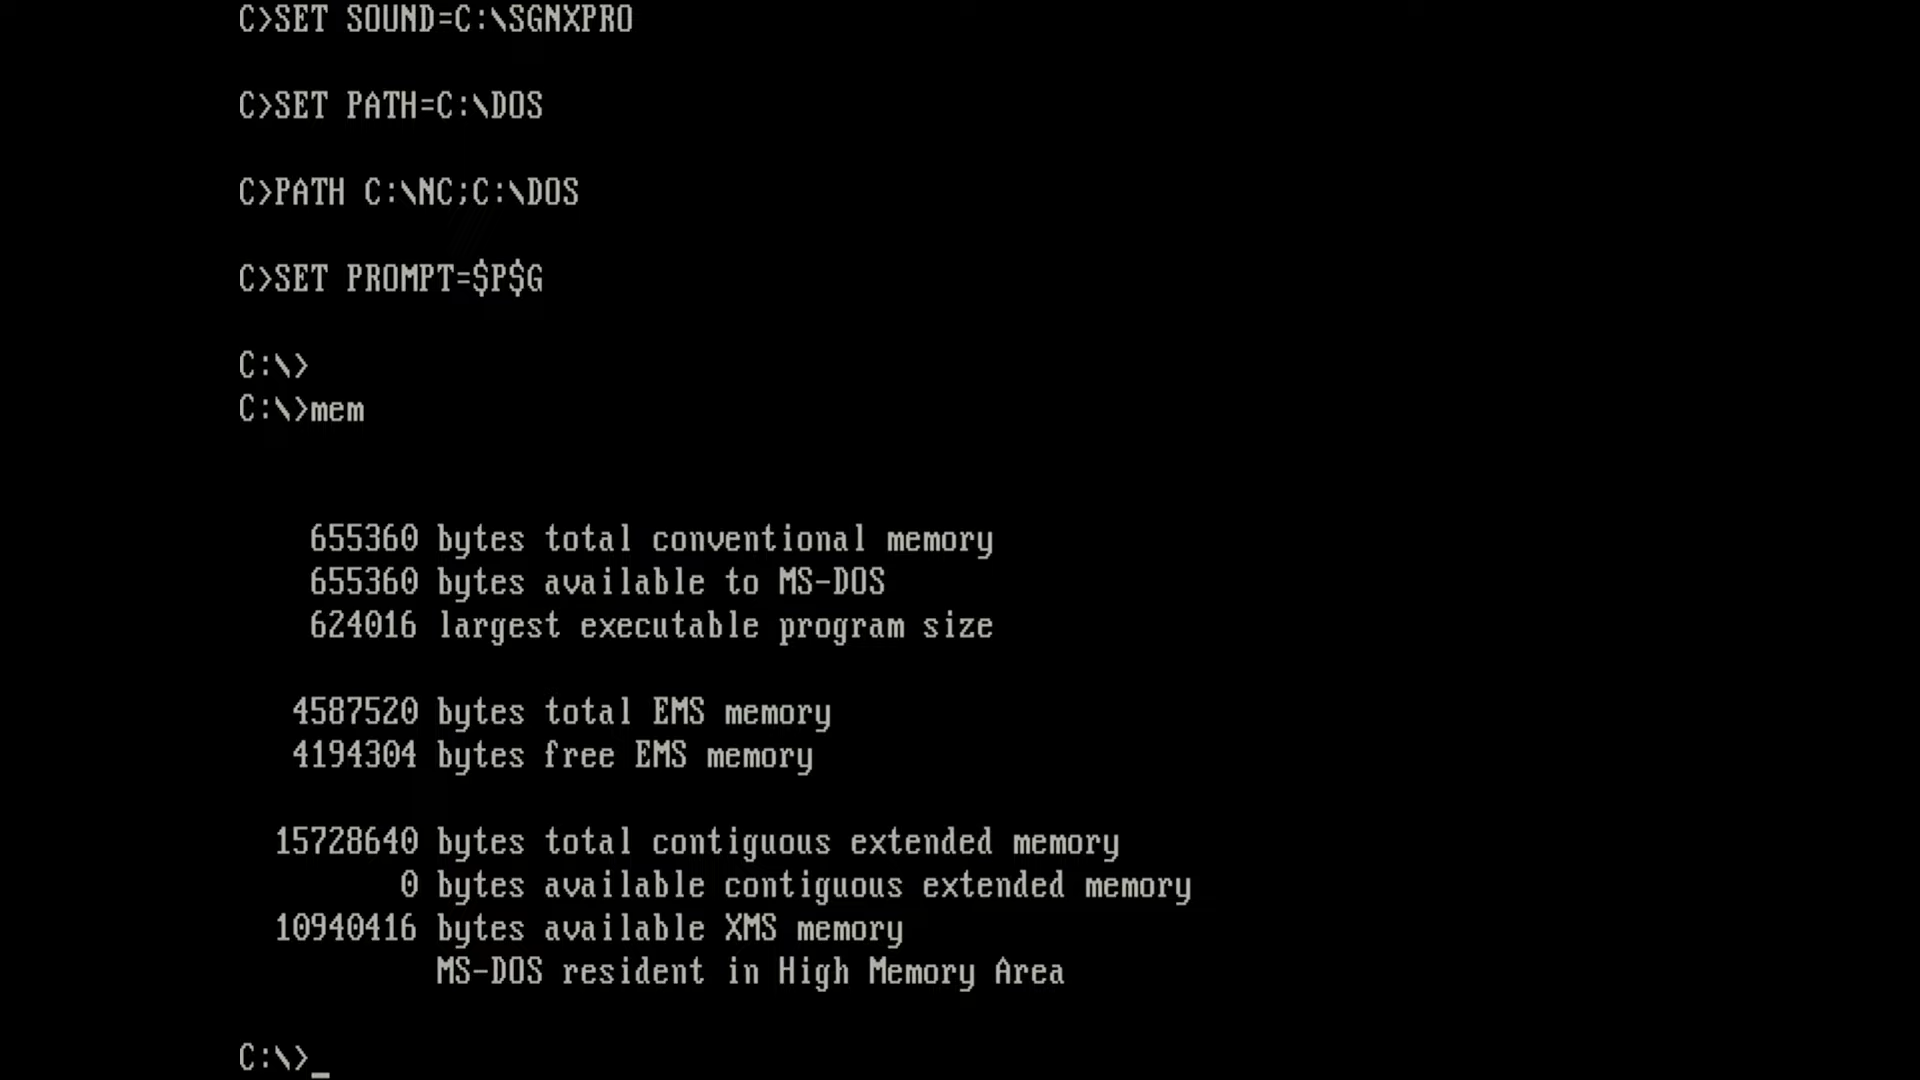 C>SET SOUND=C:\SGNXPRO
C>SET PATH=C:\DOS
C>PATH C:\NC;C:\DOS
C>SET PROMPT=$P$G
C:\>
C:\>mem
655360 bytes total conventional memory
655360 bytes available to MS-DOS
624016 largest executable program size
4587520 bytes total EMS memory
4194304 bytes free EMS memory
15728640 bytes total contiguous extended memory
0 bytes available contiguous extended memory
10940416 bytes available XMS memory
MS-DOS resident in High Memory Area
C:\>_